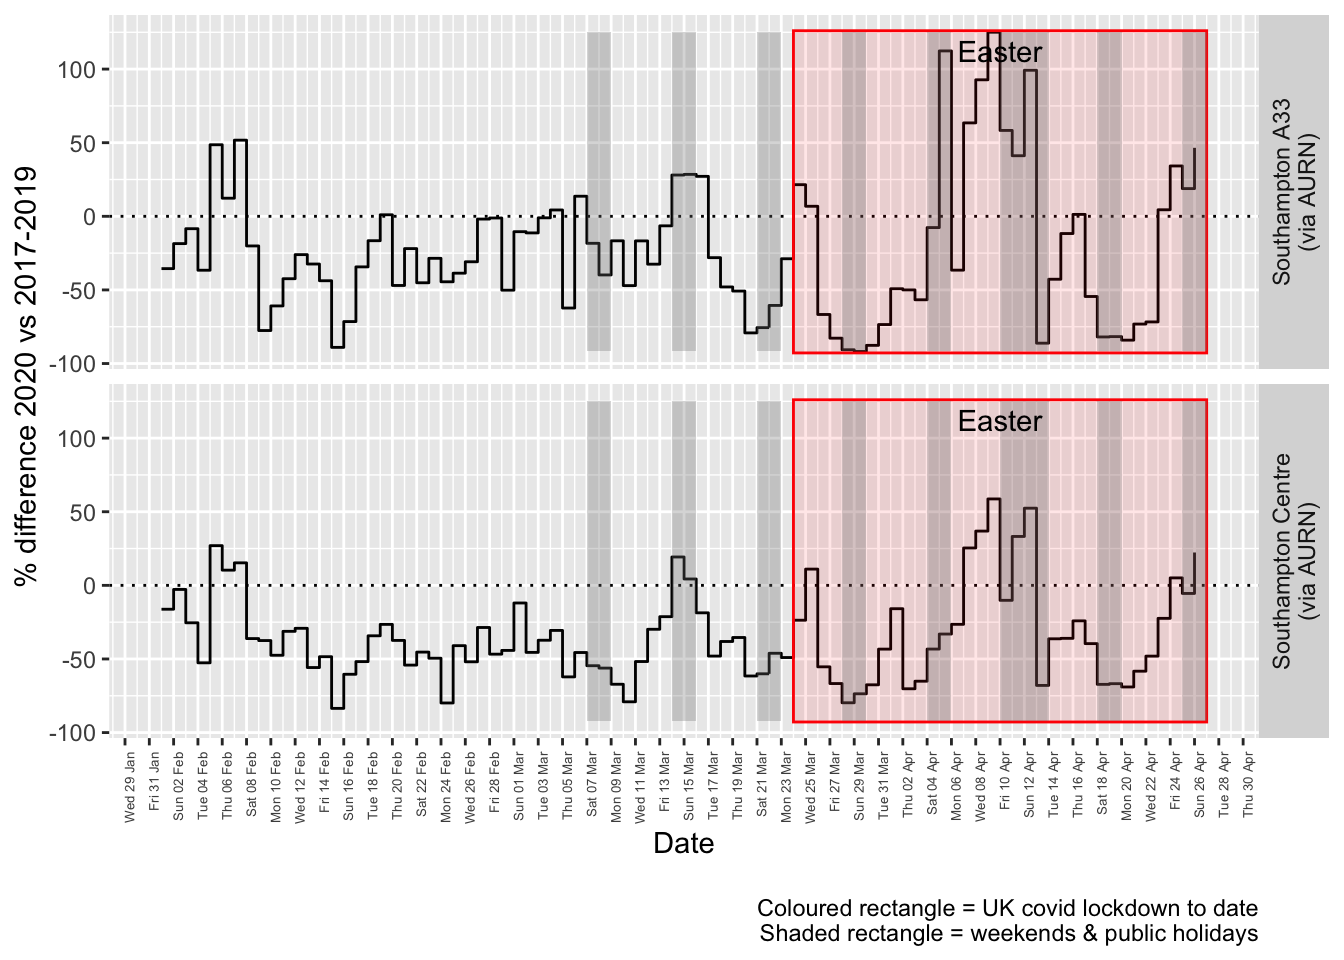 % difference 2020 vs 2017-2019
100
50
0
-50
-100
Easter
Southampton A33
(via AURN)
100
50
0
-50
-100
Easter
Southampton Centre
(via AURN)
Wed 29 Jan
Fri 31 Jan
Sun 02 Feb
Tue 04 Feb
Thu 06 Feb
Sat 08 Feb
Mon 10 Feb
Wed 12 Feb
Fri 14 Feb
Sun 16 Feb
Tue 18 Feb
Thu 20 Feb
Sat 22 Feb
Mon 24 Feb
Wed 26 Feb
Fri 28 Feb
Sun 01 Mar
Tue 03 Mar
Thu 05 Mar
Sat 07 Mar
Mon 09 Mar
Wed 11 Mar
Fri 13 Mar
Sun 15 Mar
Tue 17 Mar
Thu 19 Mar
Sat 21 Mar
Mon 23 Mar
Wed 25 Mar
Fri 27 Mar
Sun 29 Mar
Tue 31 Mar
Thu 02 Apr
Sat 04 Apr
Mon 06 Apr
Wed 08 Apr
Fri 10 Apr
Sun 12 Apr
Tue 14 Apr
Thu 16 Apr
Sat 18 Apr
Mon 20 Apr
Wed 22 Apr
Fri 24 Apr
Sun 26 Apr
Tue 28 Apr
Thu 30 Apr
Date
Coloured rectangle = UK covid lockdown to date
Shaded rectangle = weekends & public holidays